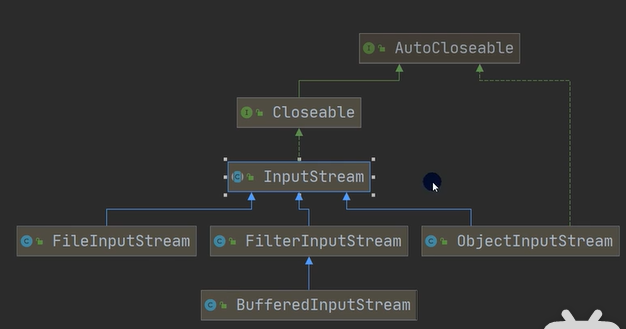 AutoCloseable
Closeable
InputStream
FileInputStream
FilterInputStream
ObjectInputStream
BufferedInputStream